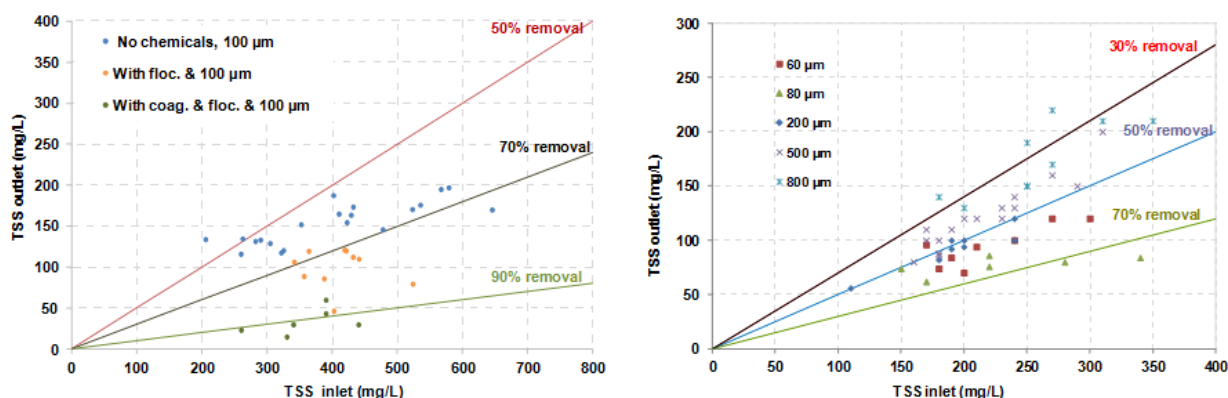 400
350
300
250
200
150
100
50
0
TSS outlet (mg/L)
No chemicals, 100 µm
With floc. & 100 µm
With coag. & floc. & 100 µm
50% removal
70% removal
90% removal
0 100 200 300 400 500 600 700 800
TSS inlet (mg/L)
300
250
200
150
100
50
0
TSS outlet (mg/L)
60 µm
80 µm
200 µm
500 µm
800 µm
30% removal
50% removal
70% removal
0 50 100 150 200 250 300 350 400
TSS inlet (mg/L)